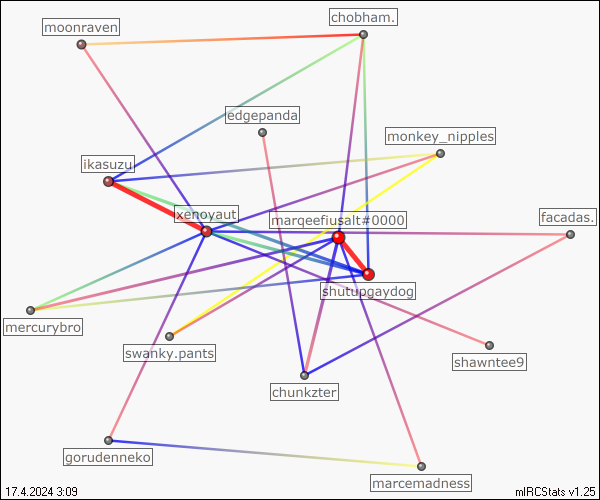 chobham.
moonraven
edgepanda
monkey_nipples
ikasuzu
xenoyaut
marqeefiusalt#0000
facadas.
shutupgaydog
mercurybro
swanky.pants
shawntee9
chunkzter
gorudenneko
marcemadness
17.4.2024 3:09
mIRCStats v1.25